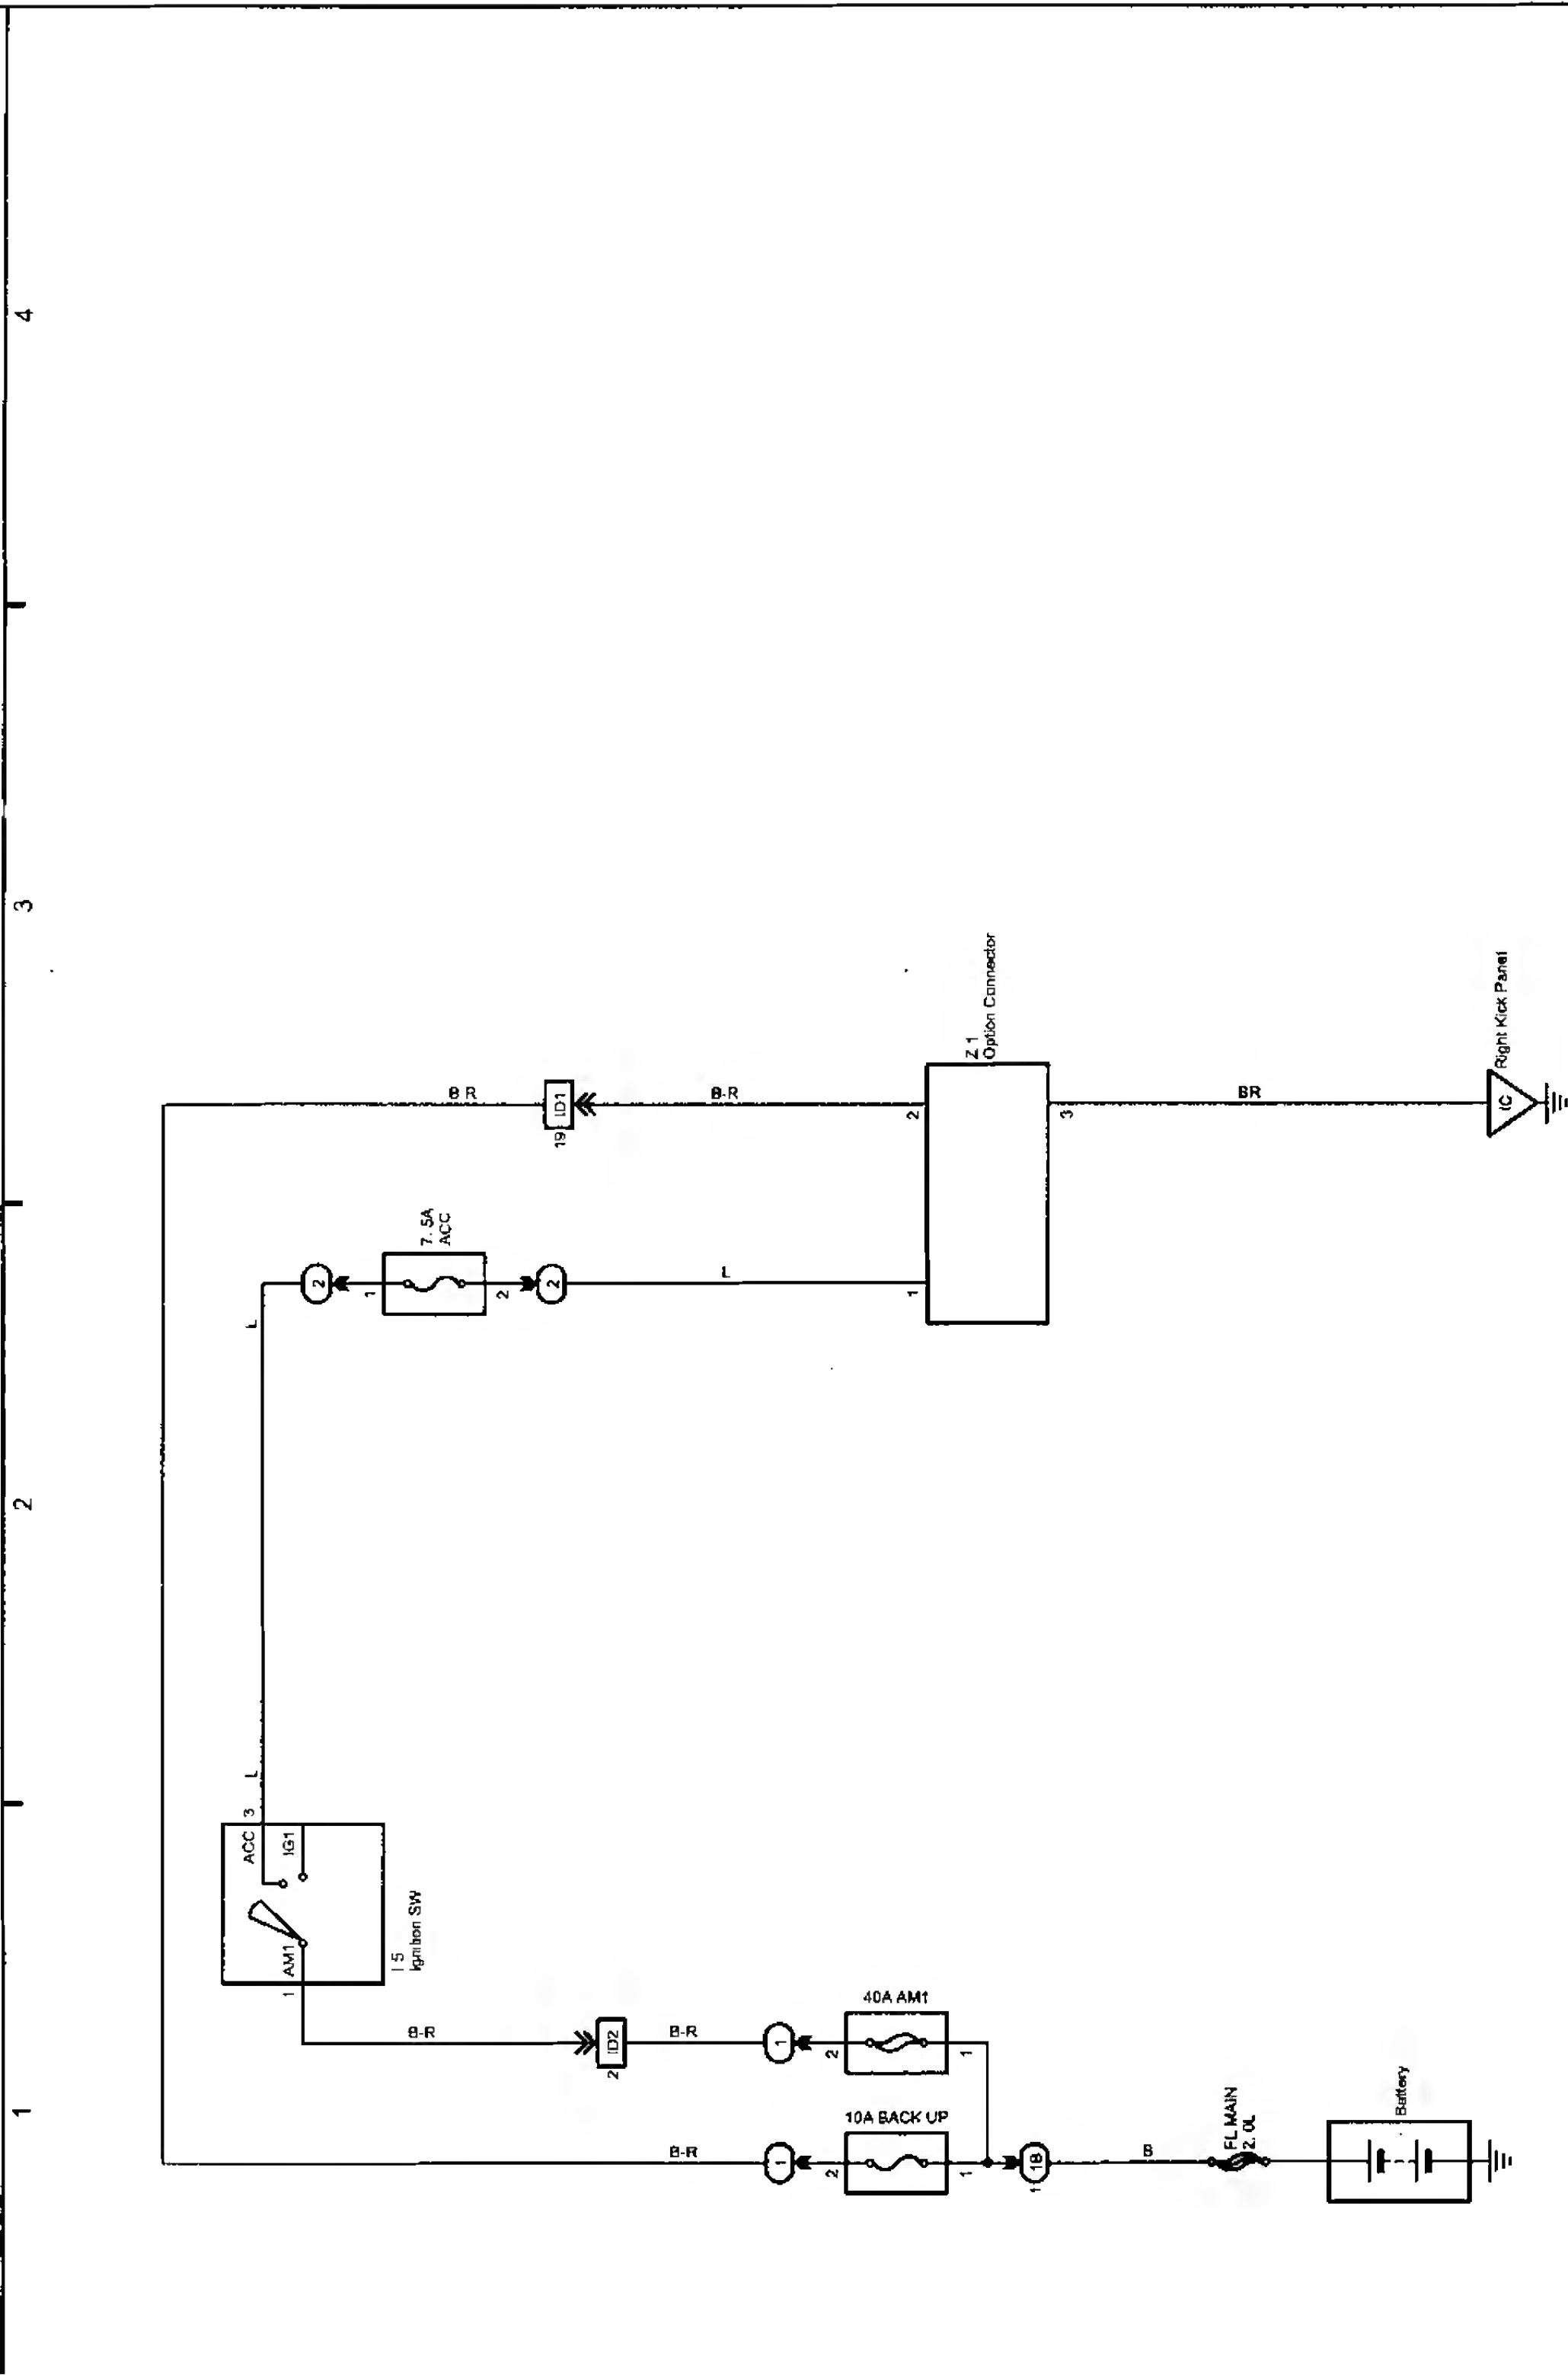 1
2
3
4
B-R
1
2
10A BACK UP
1
1
1B
B
FL MAIN
2. 0L
Battery
1
2
40A AM1
1
B-R
2
ID2
B-R
1
AM1
ACC
3
IG1
I 5
Ignition SW
L
L
2
1
7. 5A
ACC
2
2
L
1
B R
19
ID1
B-R
2
Z 1
Option Connector
3
BR
IC
Right Kick Panel